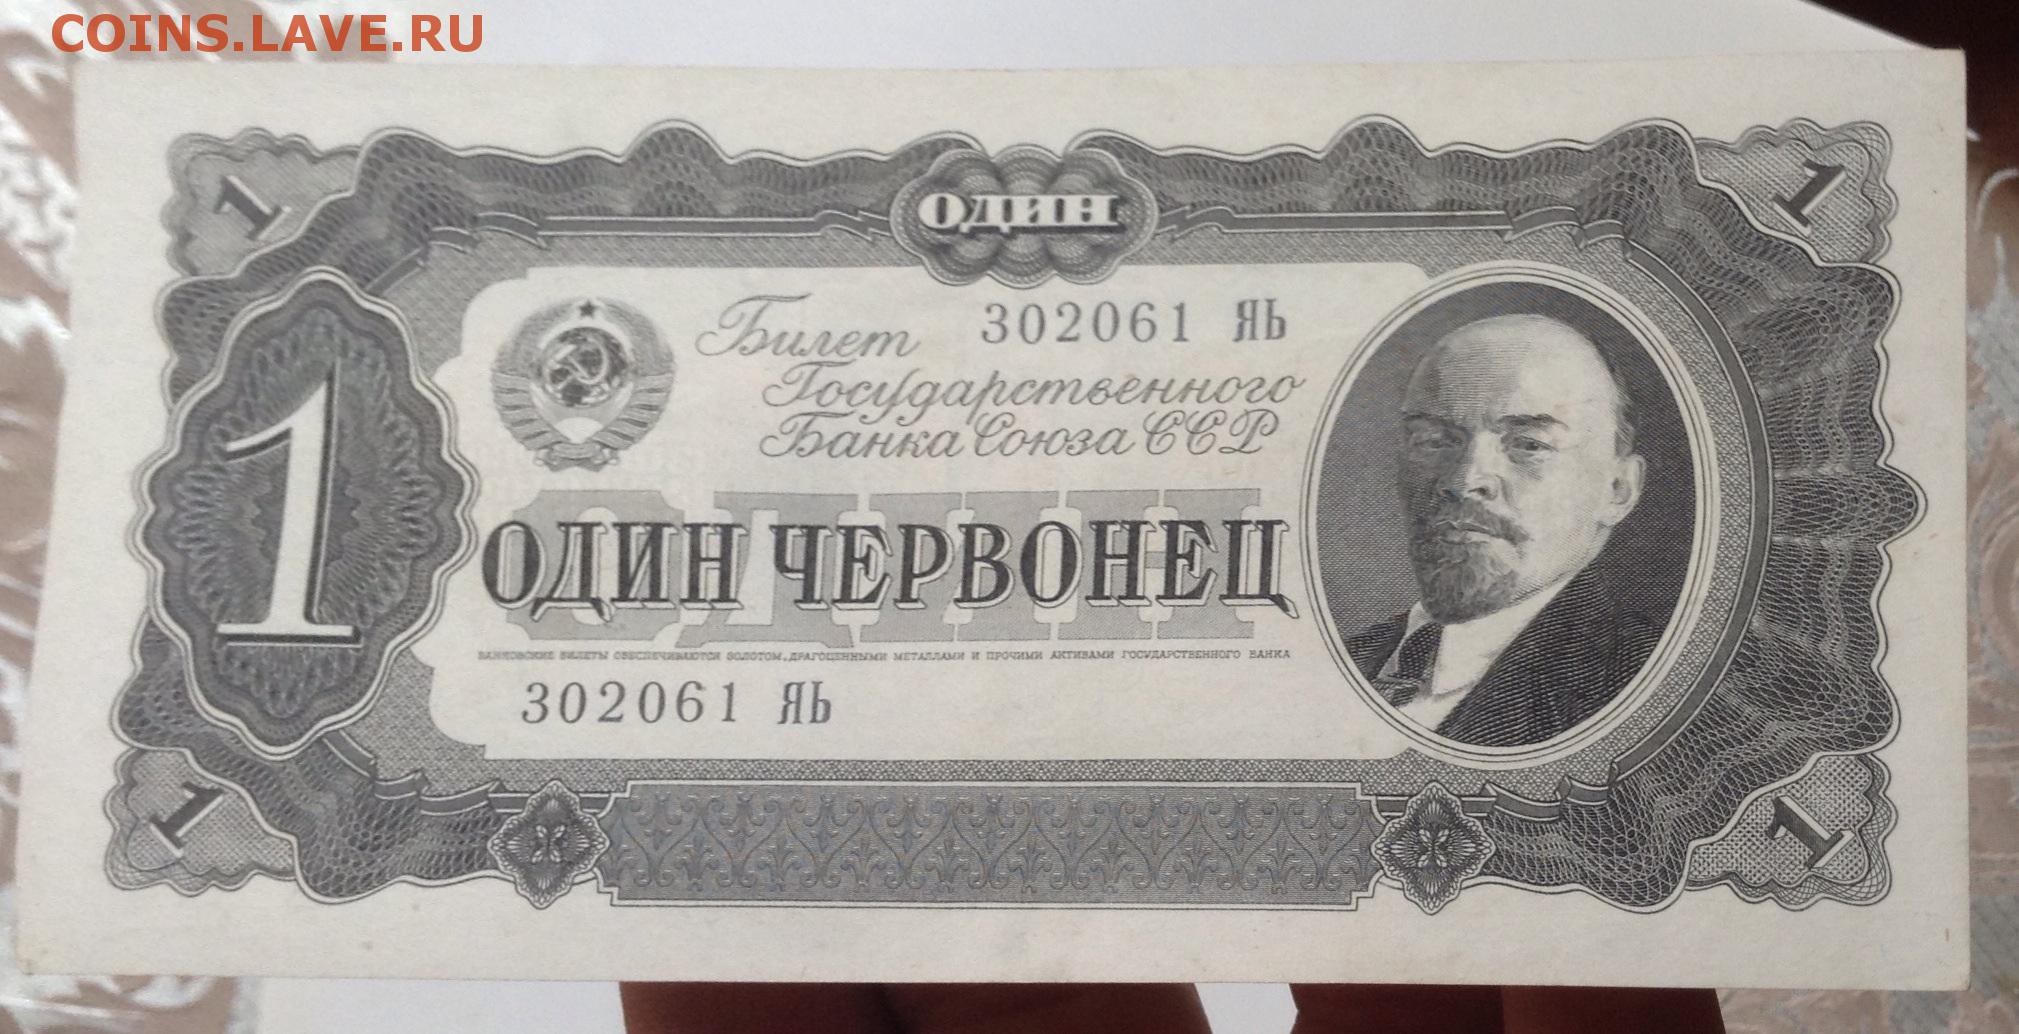 COINS.LAVE.RU
1
1
ОДИН
Билет 302061 ЯЬ
Государственного
Банка Союза ССР
1
ОДИН
ОДИН ЧЕРВОНЕЦ
БАНКОВСКИЕ БИЛЕТЫ ОБЕСПЕЧИВАЮТСЯ ЗОЛОТОМ, ДРАГОЦЕННЫМИ МЕТАЛЛАМИ И ПРОЧИМИ АКТИВАМИ ГОСУДАРСТВЕННОГО БАНКА
302061 ЯЬ
1
1